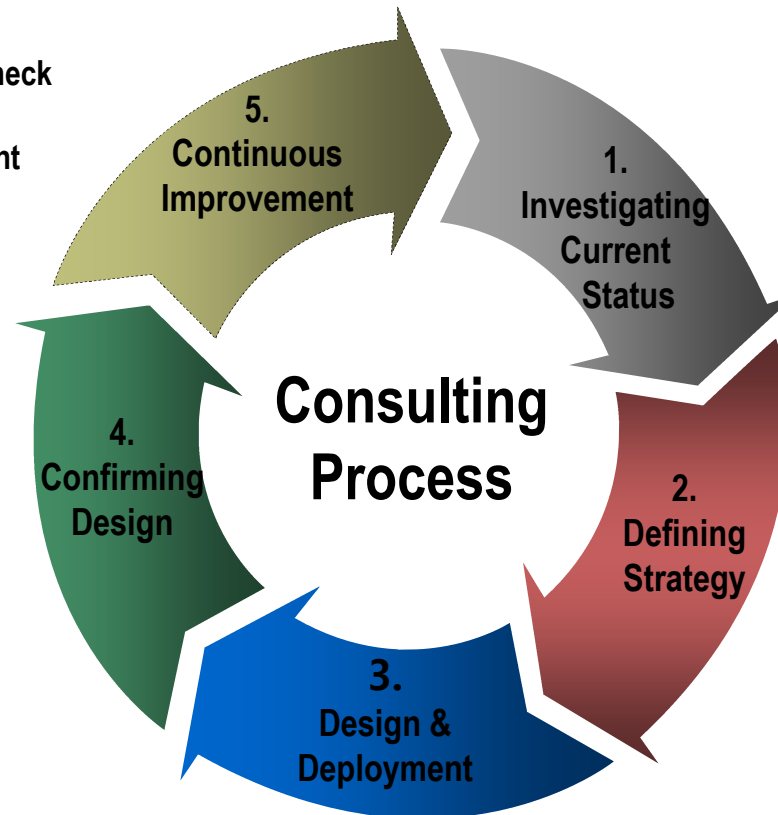 5.
Continuous
Improvement
1.
Investigating
Current
Status
Consulting
Process
4.
Confirming
Design
2.
Defining
Strategy
3.
Design &
Deployment